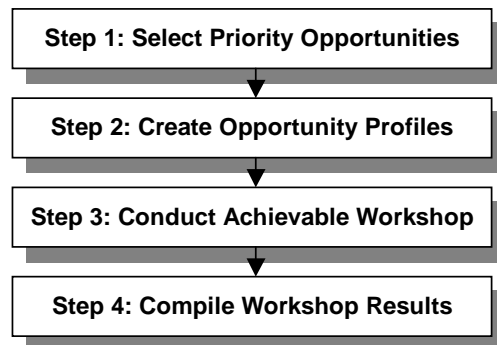 Step 1: Select Priority Opportunities
Step 2: Create Opportunity Profiles
Step 3: Conduct Achievable Workshop
Step 4: Compile Workshop Results